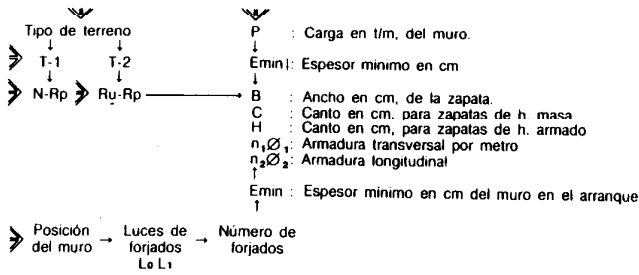 Tipo de terreno
T-1 T-2
N-Rp Ru-Rp
P : Carga en t/m, del muro.
Emin : Espesor minimo en cm
B : Ancho en cm, de la zapata.
C : Canto en cm. para zapatas de h. masa
H : Canto en cm, para zapatas de h. armado
n₁Ø₁ : Armadura transversal por metro
n₂Ø₂ : Armadura longitudinal
Emin : Espesor mínimo en cm del muro en el arranque
Posición del muro → Luces de forjados L₀ L₁ → Número de forjados